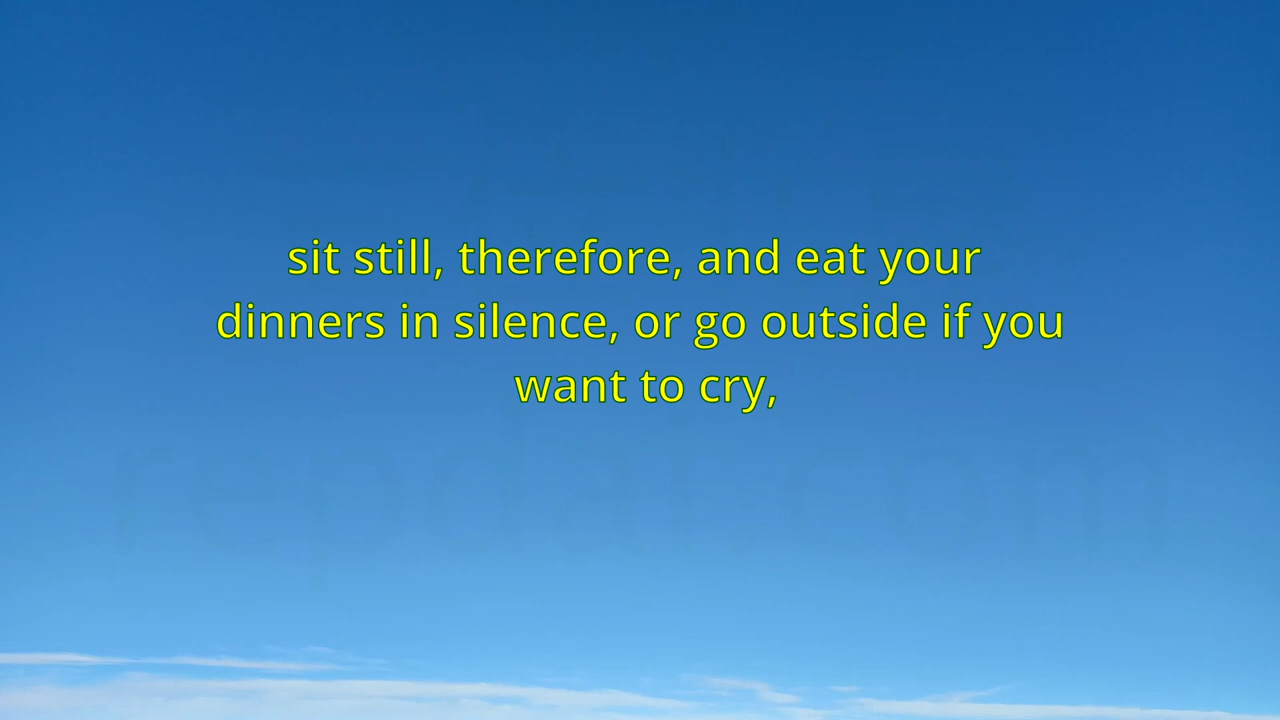 sit still, therefore, and eat your
dinners in silence, or go outside if you
want to cry,